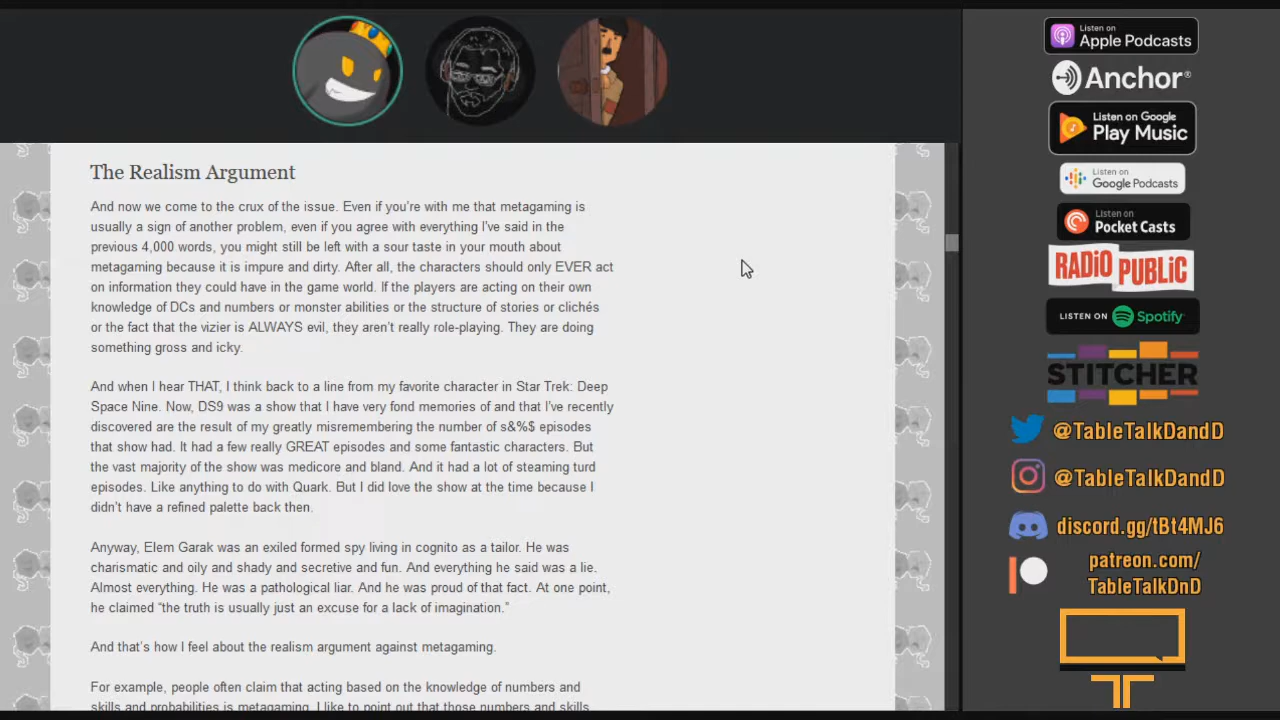 The Realism Argument
And now we come to the crux of the issue. Even if you're with me that metagaming is
usually a sign of another problem, even if you agree with everything I've said in the
previous 4,000 words, you might still be left with a sour taste in your mouth about
metagaming because it is impure and dirty. After all, the characters should only EVER act
on information they could have in the game world. If the players are acting on their own
knowledge of DCs and numbers or monster abilities or the structure of stories or clichés
or the fact that the vizier is ALWAYS evil, they aren't really role-playing. They are doing
something gross and icky.
And when I hear THAT, I think back to a line from my favorite character in Star Trek: Deep
Space Nine. Now, DS9 was a show that I have very fond memories of and that I've recently
discovered are the result of my greatly misremembering the number of s&%$ episodes
that show had. It had a few really GREAT episodes and some fantastic characters. But
the vast majority of the show was medicore and bland. And it had a lot of steaming turd
episodes. Like anything to do with Quark. But I did love the show at the time because I
didn't have a refined palette back then.
Anyway, Elem Garak was an exiled formed spy living in cognito as a tailor. He was
charismatic and oily and shady and secretive and fun. And everything he said was a lie.
Almost everything. He was a pathological liar. And he was proud of that fact. At one point,
he claimed “the truth is usually just an excuse for a lack of imagination.”
And that's how I feel about the realism argument against metagaming.
For example, people often claim that acting based on the knowledge of numbers and
skills and probabilities is metagaming. I like to point out that those numbers and skills
Listen on
Apple Podcasts
Anchor®
Listen on Google
Play Music
Listen on
Google Podcasts
Listen on
Pocket Casts
RADIO PUBLIC
LISTEN ON Spotify
STITCHER
@TableTalkDandD
@TableTalkDandD
discord.gg/tBt4MJ6
patreon.com/
TableTalkDnD